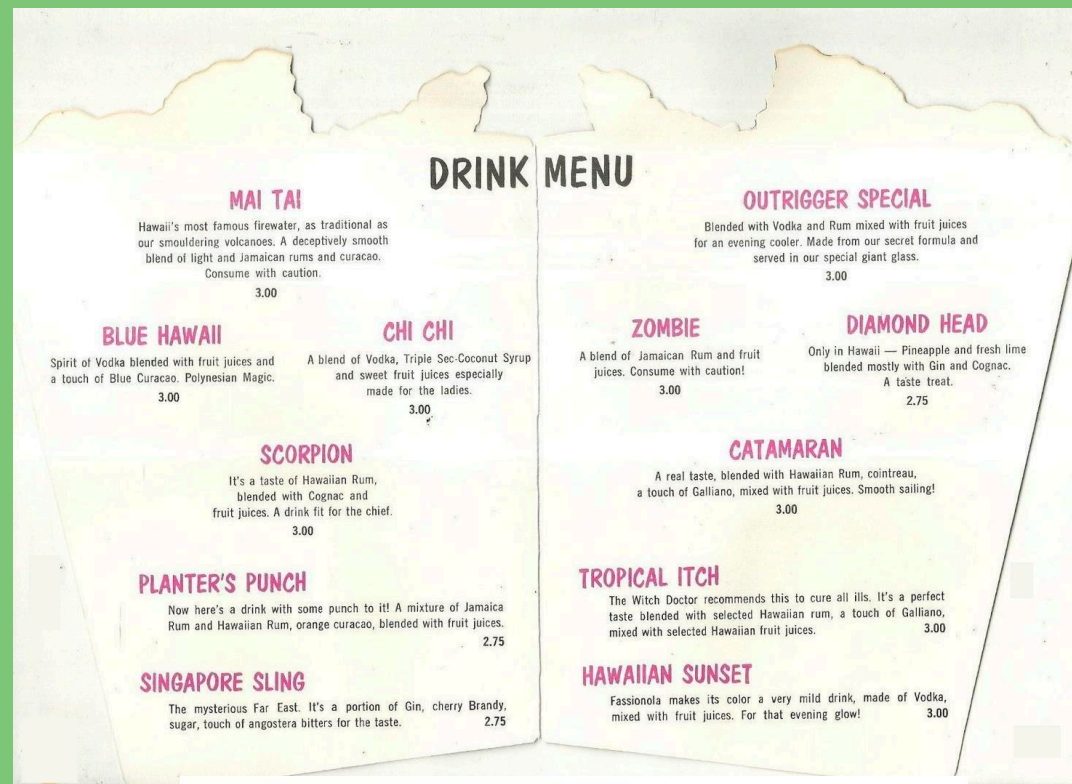 DRINK MENU
MAI TAI
Hawaii's most famous firewater, as traditional as
our smouldering volcanoes. A deceptively smooth
blend of light and Jamaican rums and curacao.
Consume with caution.
3.00
BLUE HAWAII
Spirit of Vodka blended with fruit juices and
a touch of Blue Curacao. Polynesian Magic.
3.00
CHI CHI
A blend of Vodka, Triple Sec-Coconut Syrup
and sweet fruit juices especially
made for the ladies.
3.00
SCORPION
It's a taste of Hawaiian Rum,
blended with Cognac and
fruit juices. A drink fit for the chief.
3.00
PLANTER'S PUNCH
Now here's a drink with some punch to it! A mixture of Jamaica
Rum and Hawaiian Rum, orange curacao, blended with fruit juices.
2.75
SINGAPORE SLING
The mysterious Far East. It's a portion of Gin, cherry Brandy,
sugar, touch of angostera bitters for the taste. 2.75
OUTRIGGER SPECIAL
Blended with Vodka and Rum mixed with fruit juices
for an evening cooler. Made from our secret formula and
served in our special giant glass.
3.00
ZOMBIE
A blend of Jamaican Rum and fruit
juices. Consume with caution!
3.00
DIAMOND HEAD
Only in Hawaii — Pineapple and fresh lime
blended mostly with Gin and Cognac.
A taste treat.
2.75
CATAMARAN
A real taste, blended with Hawaiian Rum, cointreau,
a touch of Galliano, mixed with fruit juices. Smooth sailing!
3.00
TROPICAL ITCH
The Witch Doctor recommends this to cure all ills. It's a perfect
taste blended with selected Hawaiian rum, a touch of Galliano,
mixed with selected Hawaiian fruit juices. 3.00
HAWAIIAN SUNSET
Fassionola makes its color a very mild drink, made of Vodka,
mixed with fruit juices. For that evening glow! 3.00